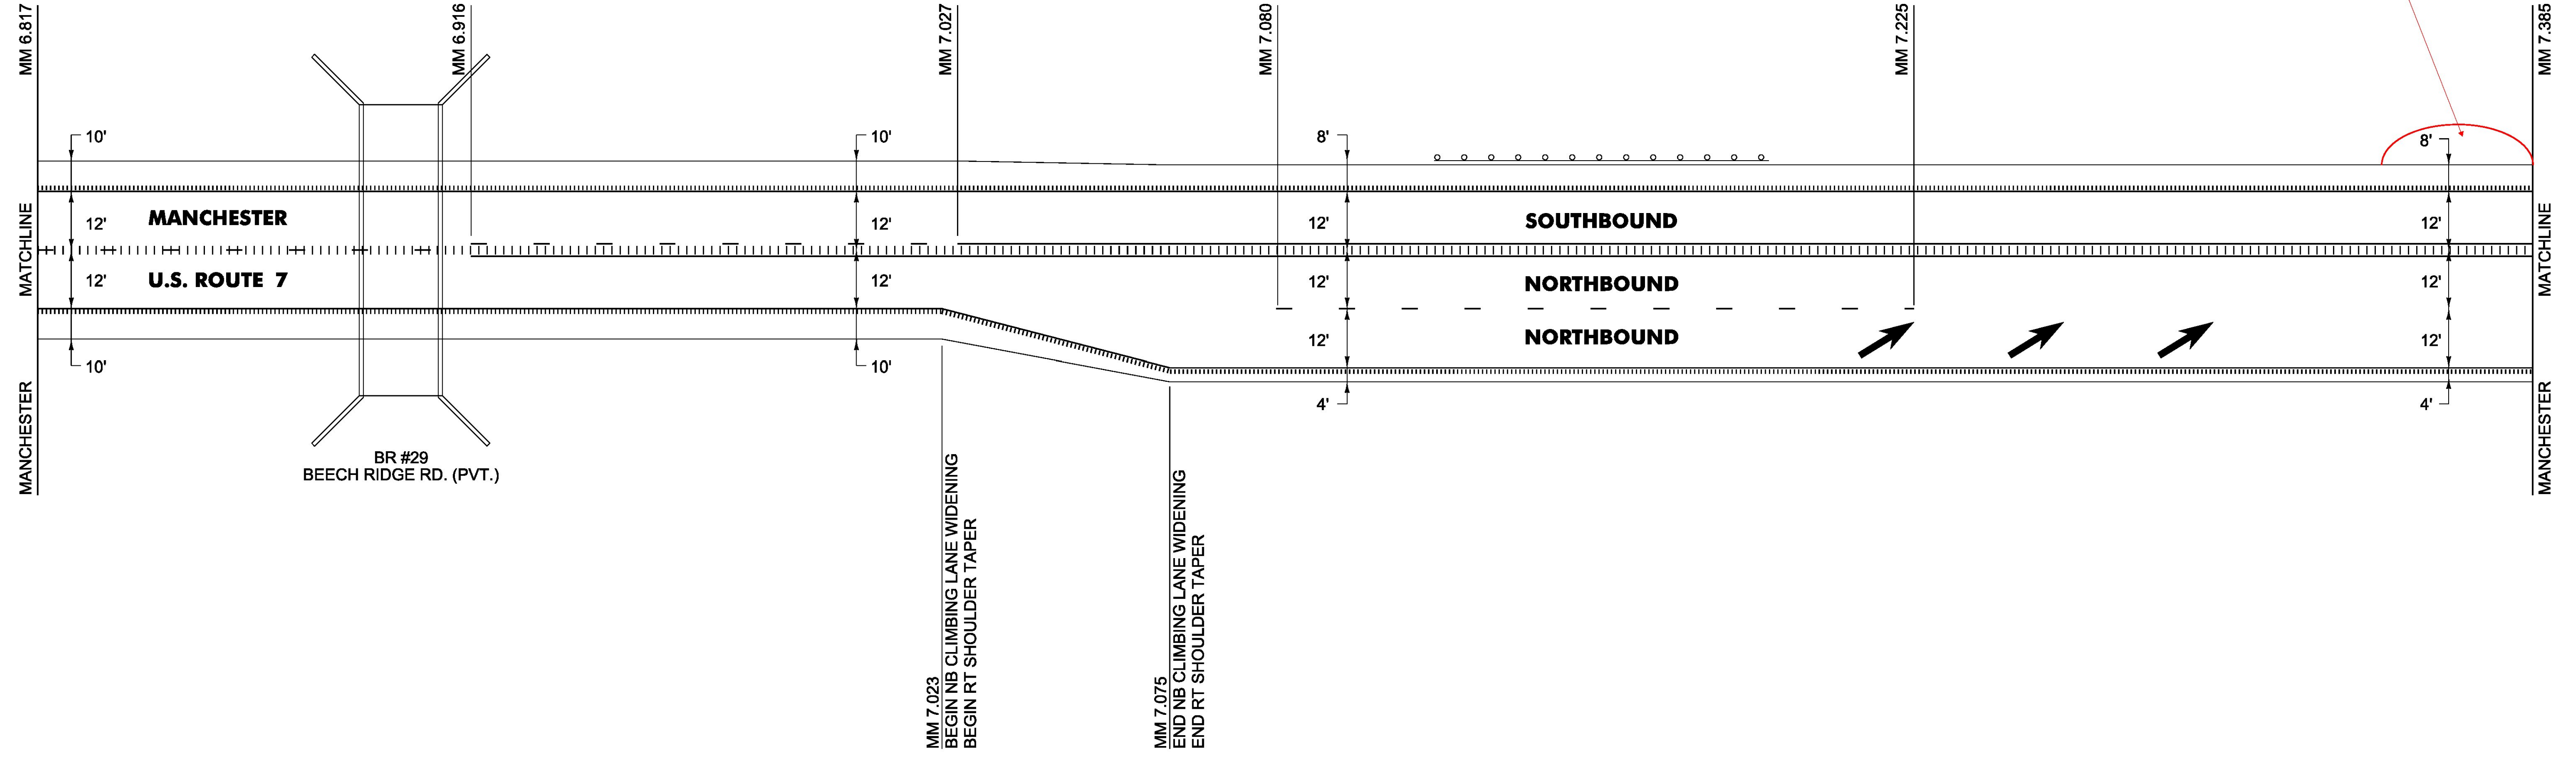 MM 6.817
MM 6.916
MM 7.027
MM 7.080
MM 7.225
MM 7.385
10'
10'
8'
8'
MATCHLINE
MANCHESTER
12'
MANCHESTER
12'
12'
SOUTHBOUND
12'
MATCHLINE
MANCHESTER
12'
U.S. ROUTE 7
12'
12'
NORTHBOUND
12'
12'
NORTHBOUND
12'
10'
10'
4'
4'
BR #29
BEECH RIDGE RD. (PVT.)
MM 7.023
BEGIN NB CLIMBING LANE WIDENING
BEGIN RT SHOULDER TAPER
MM 7.075
END NB CLIMBING LANE WIDENING
END RT SHOULDER TAPER